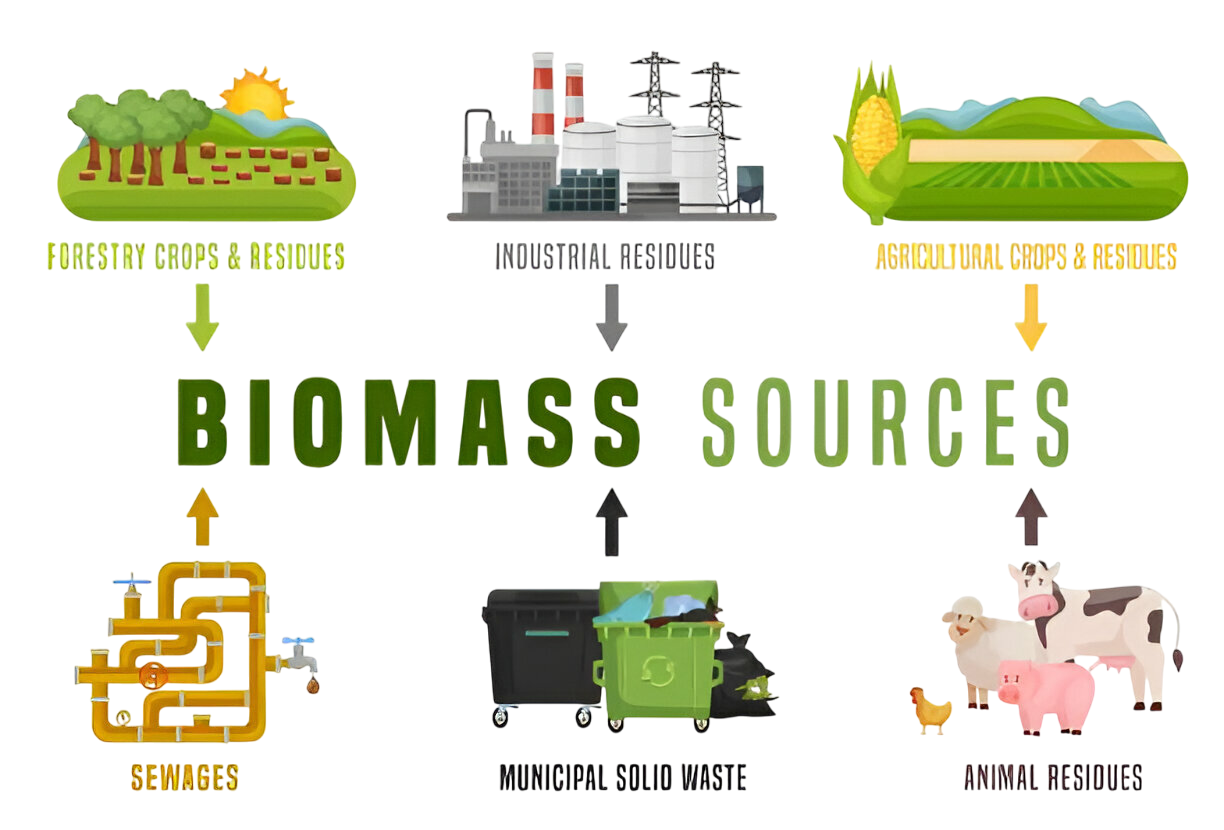 FORESTRY CROPS & RESIDUES
INDUSTRIAL RESIDUES
AGRICULTURAL CROPS & RESIDUES
BIOMASS SOURCES
SEWAGES
MUNICIPAL SOLID WASTE
ANIMAL RESIDUES